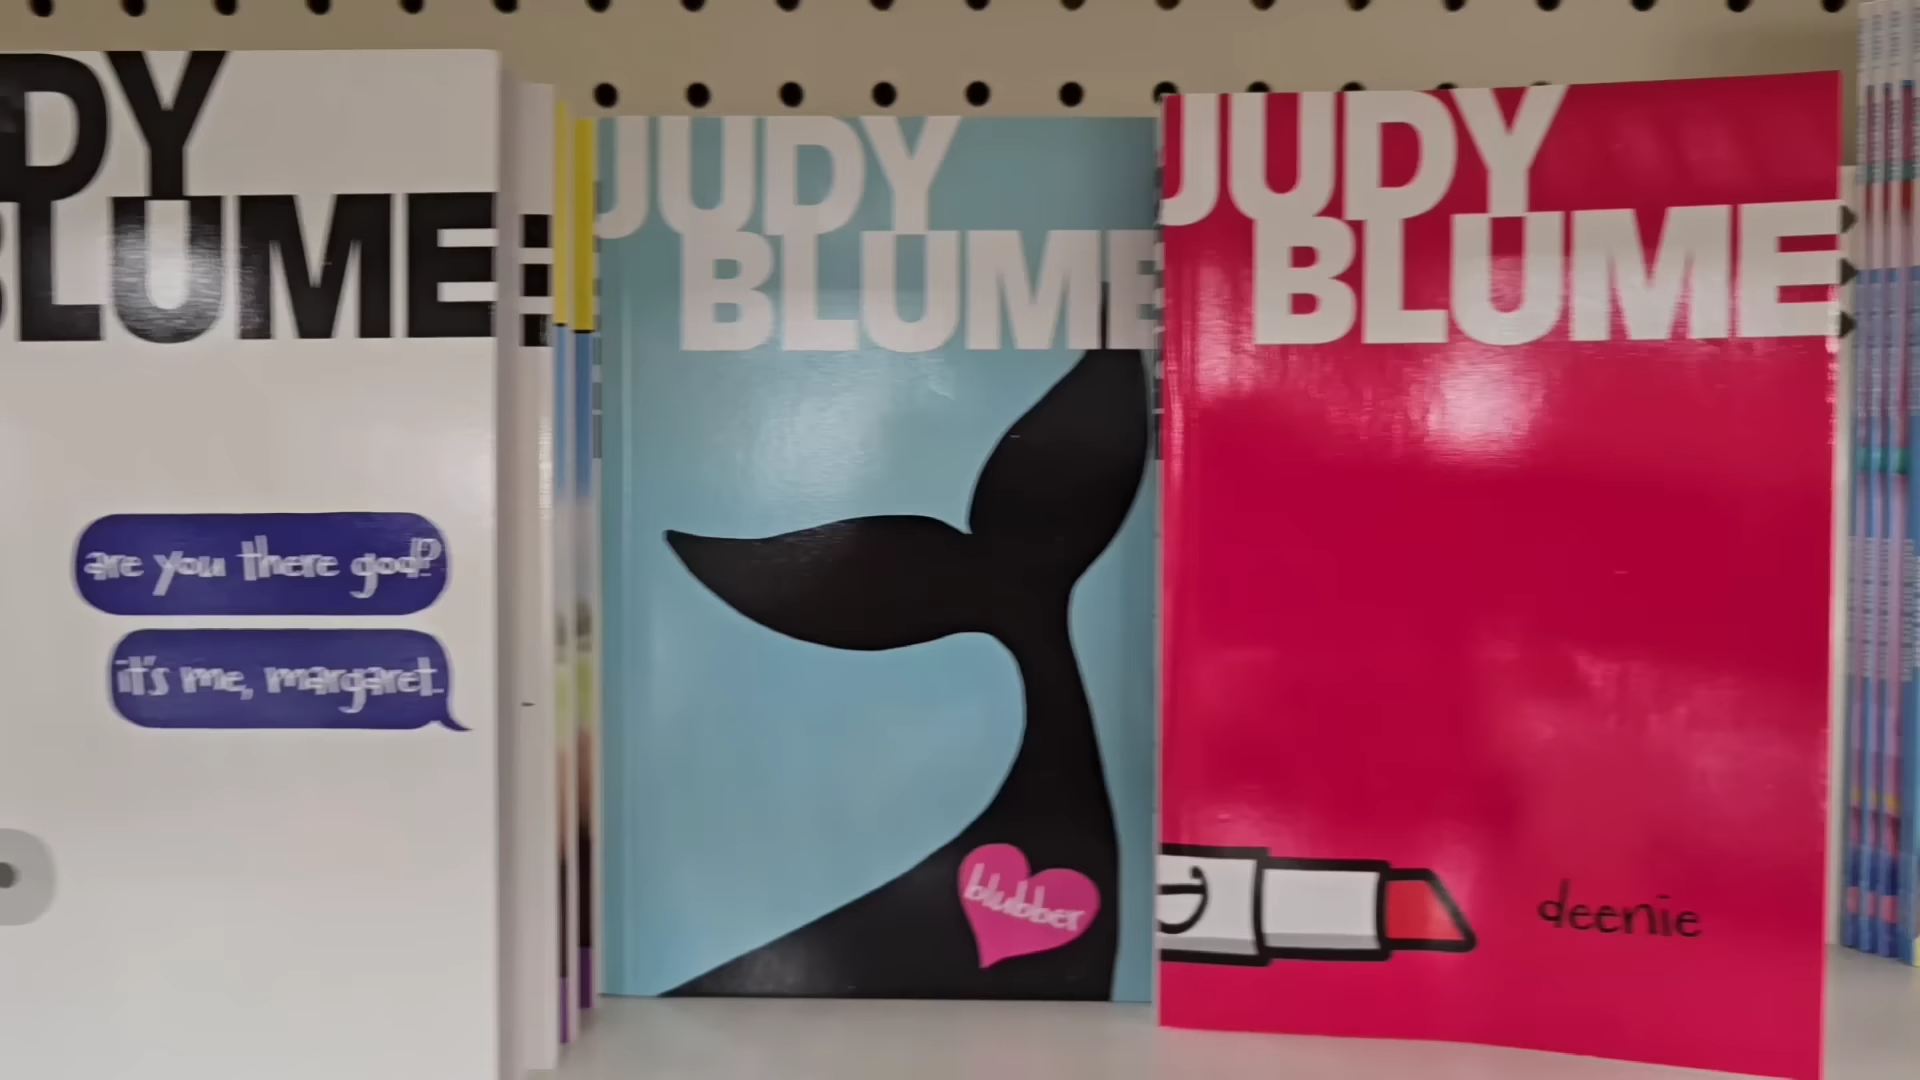 DY
BLUME
are you there god?
it's me, margaret.
JUDY
BLUME
blubber
JUDY
BLUME
deenie